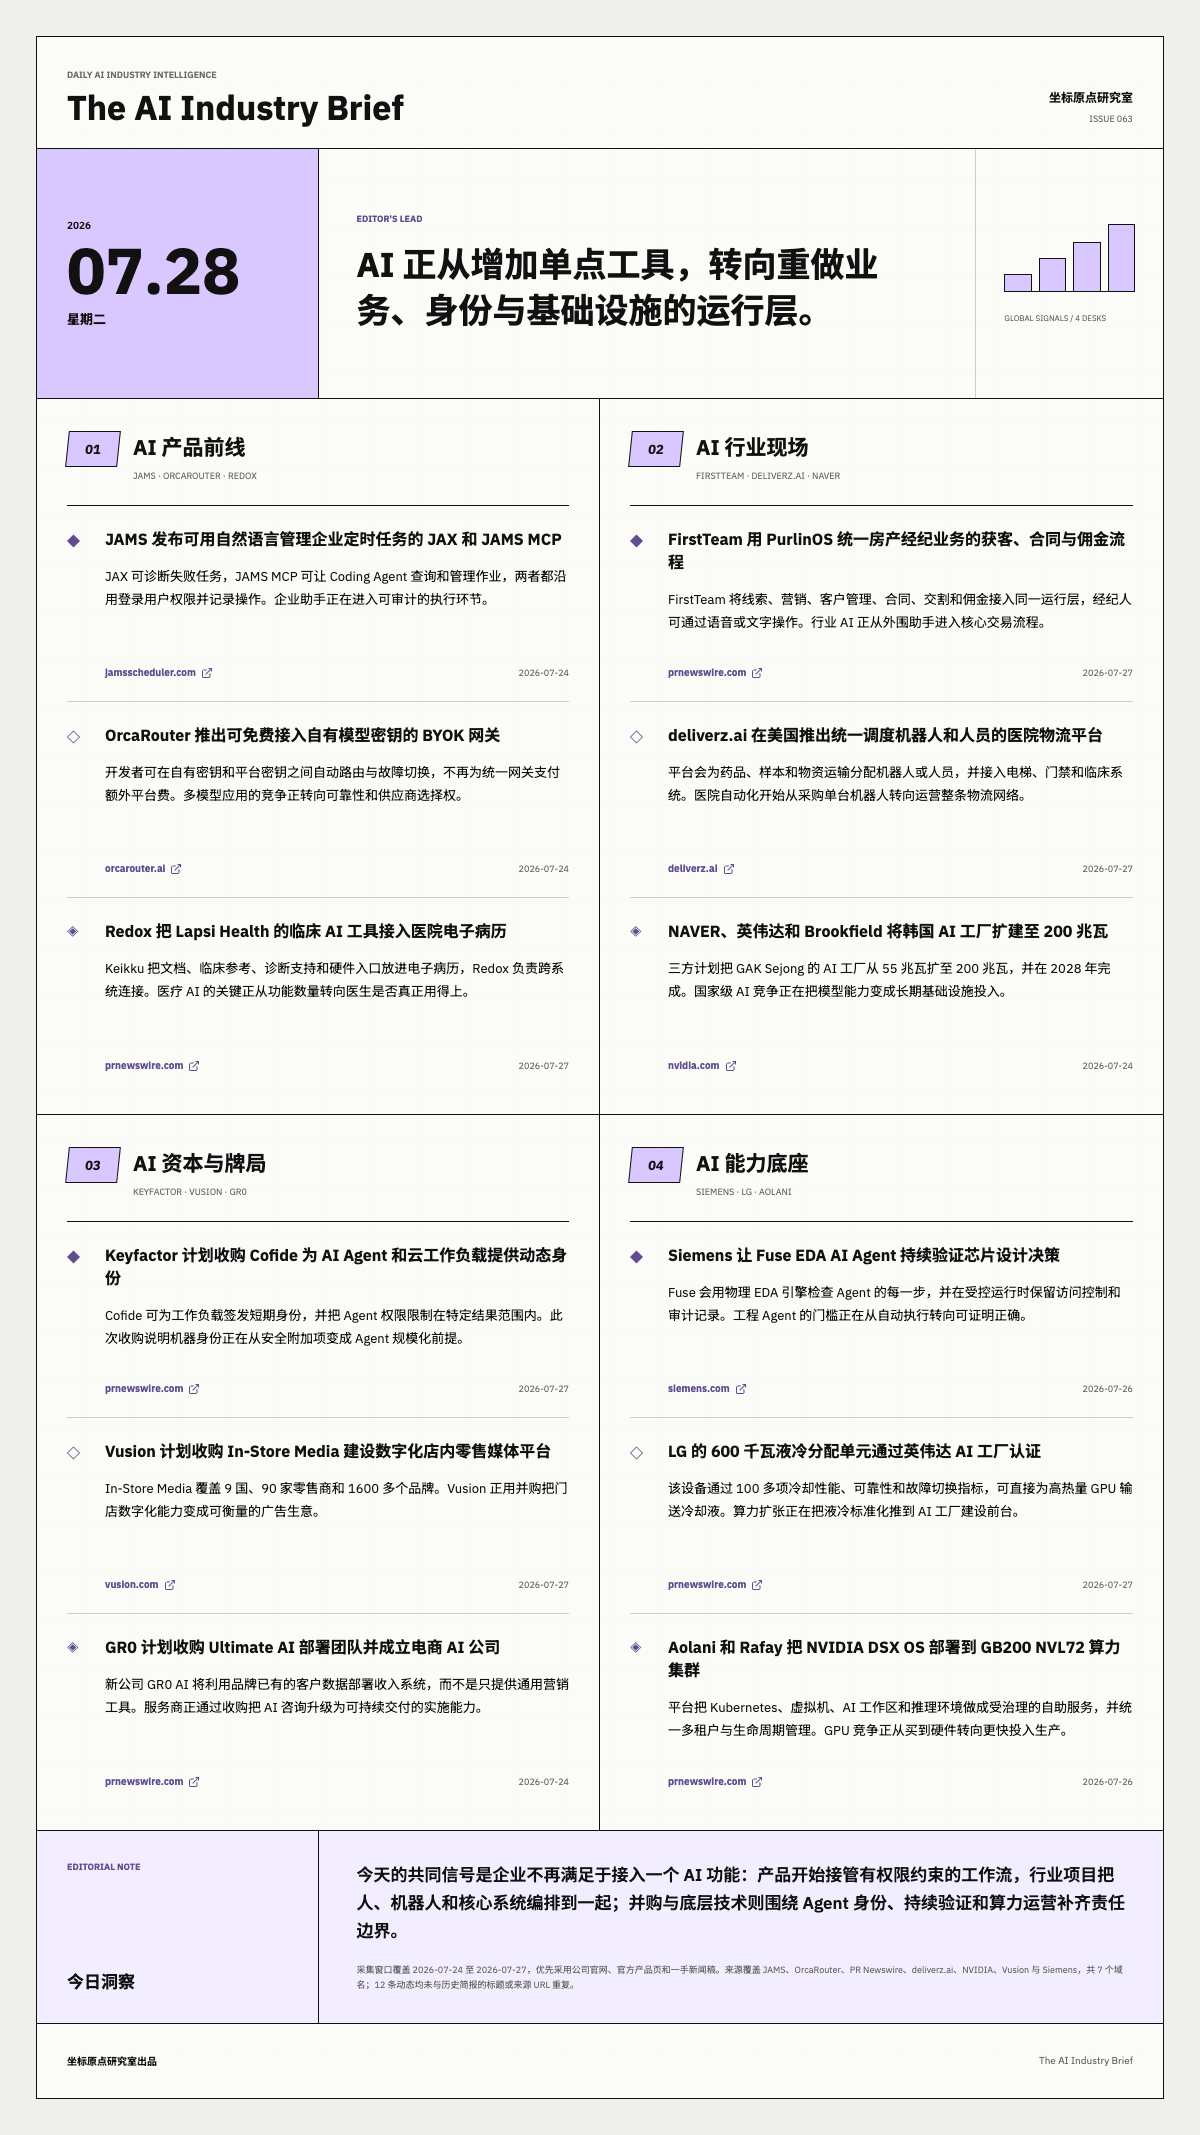 DAILY AI INDUSTRY INTELLIGENCE
The AI Industry Brief
坐标原点研究室
ISSUE 063
2026
07.28
星期二
EDITOR'S LEAD
AI 正从增加单点工具，转向重做业
务、身份与基础设施的运行层。
GLOBAL SIGNALS / 4 DESKS
01
AI 产品前线
JAMS · ORCAROUTER · REDOX
JAMS 发布可用自然语言管理企业定时任务的 JAX 和 JAMS MCP
JAX 可诊断失败任务，JAMS MCP 可让 Coding Agent 查询和管理作业，两者都沿
用登录用户权限并记录操作。企业助手正在进入可审计的执行环节。
jamsscheduler.com
2026-07-24
OrcaRouter 推出可免费接入自有模型密钥的 BYOK 网关
开发者可在自有密钥和平台密钥之间自动路由与故障切换，不再为统一网关支付
额外平台费。多模型应用的竞争正转向可靠性和供应商选择权。
orcarouter.ai
2026-07-24
Redox 把 Lapsi Health 的临床 AI 工具接入医院电子病历
Keikku 把文档、临床参考、诊断支持和硬件入口放进电子病历，Redox 负责跨系
统连接。医疗 AI 的关键正从功能数量转向医生是否真正用得上。
prnewswire.com
2026-07-27
02
AI 行业现场
FIRSTTEAM · DELIVERZ.AI · NAVER
FirstTeam 用 PurlinOS 统一房产经纪业务的获客、合同与佣金流
程
FirstTeam 将线索、营销、客户管理、合同、交割和佣金接入同一运行层，经纪人
可通过语音或文字操作。行业 AI 正从外围助手进入核心交易流程。
prnewswire.com
2026-07-27
deliverz.ai 在美国推出统一调度机器人和人员的医院物流平台
平台会为药品、样本和物资运输分配机器人或人员，并接入电梯、门禁和临床系
统。医院自动化开始从采购单台机器人转向运营整条物流网络。
deliverz.ai
2026-07-27
NAVER、英伟达和 Brookfield 将韩国 AI 工厂扩建至 200 兆瓦
三方计划把 GAK Sejong 的 AI 工厂从 55 兆瓦扩至 200 兆瓦，并在 2028 年完
成。国家级 AI 竞争正在把模型能力变成长期基础设施投入。
nvidia.com
2026-07-24
03
AI 资本与牌局
KEYFACTOR · VUSION · GR0
Keyfactor 计划收购 Cofide 为 AI Agent 和云工作负载提供动态身
份
Cofide 可为工作负载签发短期身份，并把 Agent 权限限制在特定结果范围内。此
次收购说明机器身份正在从安全附加项变成 Agent 规模化前提。
prnewswire.com
2026-07-27
Vusion 计划收购 In-Store Media 建设数字化店内零售媒体平台
In-Store Media 覆盖 9 国、90 家零售商和 1600 多个品牌。Vusion 正用并购把门
店数字化能力变成可衡量的广告生意。
vusion.com
2026-07-27
GR0 计划收购 Ultimate AI 部署团队并成立电商 AI 公司
新公司 GR0 AI 将利用品牌已有的客户数据部署收入系统，而不是只提供通用营销
工具。服务商正通过收购把 AI 咨询升级为可持续交付的实施能力。
prnewswire.com
2026-07-24
04
AI 能力底座
SIEMENS · LG · AOLANI
Siemens 让 Fuse EDA AI Agent 持续验证芯片设计决策
Fuse 会用物理 EDA 引擎检查 Agent 的每一步，并在受控运行时保留访问控制和
审计记录。工程 Agent 的门槛正在从自动执行转向可证明正确。
siemens.com
2026-07-26
LG 的 600 千瓦液冷分配单元通过英伟达 AI 工厂认证
该设备通过 100 多项冷却性能、可靠性和故障切换指标，可直接为高热量 GPU 输
送冷却液。算力扩张正在把液冷标准化推到 AI 工厂建设前台。
prnewswire.com
2026-07-27
Aolani 和 Rafay 把 NVIDIA DSX OS 部署到 GB200 NVL72 算力
集群
平台把 Kubernetes、虚拟机、AI 工作区和推理环境做成受治理的自助服务，并统
一多租户与生命周期管理。GPU 竞争正从买到硬件转向更快投入生产。
prnewswire.com
2026-07-26
EDITORIAL NOTE
今日洞察
今天的共同信号是企业不再满足于接入一个 AI 功能：产品开始接管有权限约束的工作流，行业项目把
人、机器人和核心系统编排到一起；并购与底层技术则围绕 Agent 身份、持续验证和算力运营补齐责任
边界。
采集窗口覆盖 2026-07-24 至 2026-07-27，优先采用公司官网、官方产品页和一手新闻稿。来源覆盖 JAMS、OrcaRouter、PR Newswire、deliverz.ai、NVIDIA、Vusion 与 Siemens，共 7 个域
名；12 条动态均未与历史简报的标题或来源 URL 重复。
坐标原点研究室出品
The AI Industry Brief